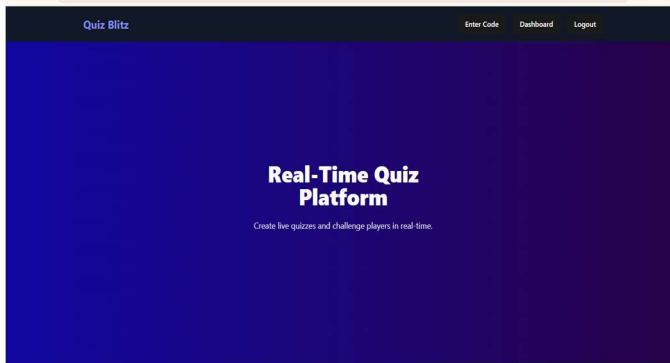 Quiz Blitz
Enter Code Dashboard Logout
Real-Time Quiz
Platform
Create live quizzes and challenge players in real-time.